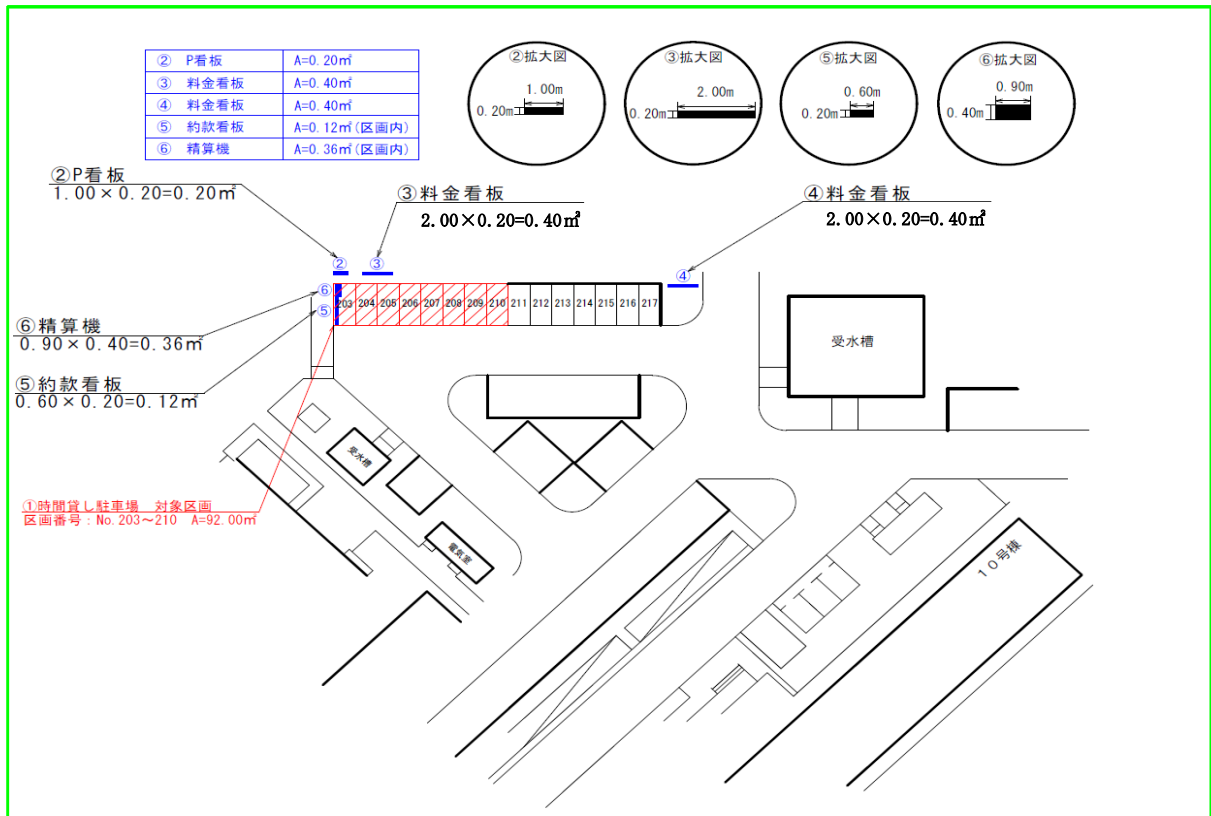 ② P看板 A=0.20㎡
③ 料金看板 A=0.40㎡
④ 料金看板 A=0.40㎡
⑤ 約款看板 A=0.12㎡(区画内)
⑥ 精算機 A=0.36㎡(区画内)
②拡大図
1.00m
0.20m
③拡大図
2.00m
0.20m
⑤拡大図
0.60m
0.20m
⑥拡大図
0.90m
0.40m
②P看板
1.00×0.20=0.20㎡
③料金看板
2.00×0.20=0.40㎡
④料金看板
2.00×0.20=0.40㎡
② ③ ④
⑥
⑤
203 204 205 206 207 208 209 210 211 212 213 214 215 216 217
⑥精算機
0.90×0.40=0.36㎡
⑤約款看板
0.60×0.20=0.12㎡
受水槽
受水槽
①時間貸し駐車場 対象区画
区画番号：No.203～210 A=92.00㎡
電気室
10号棟